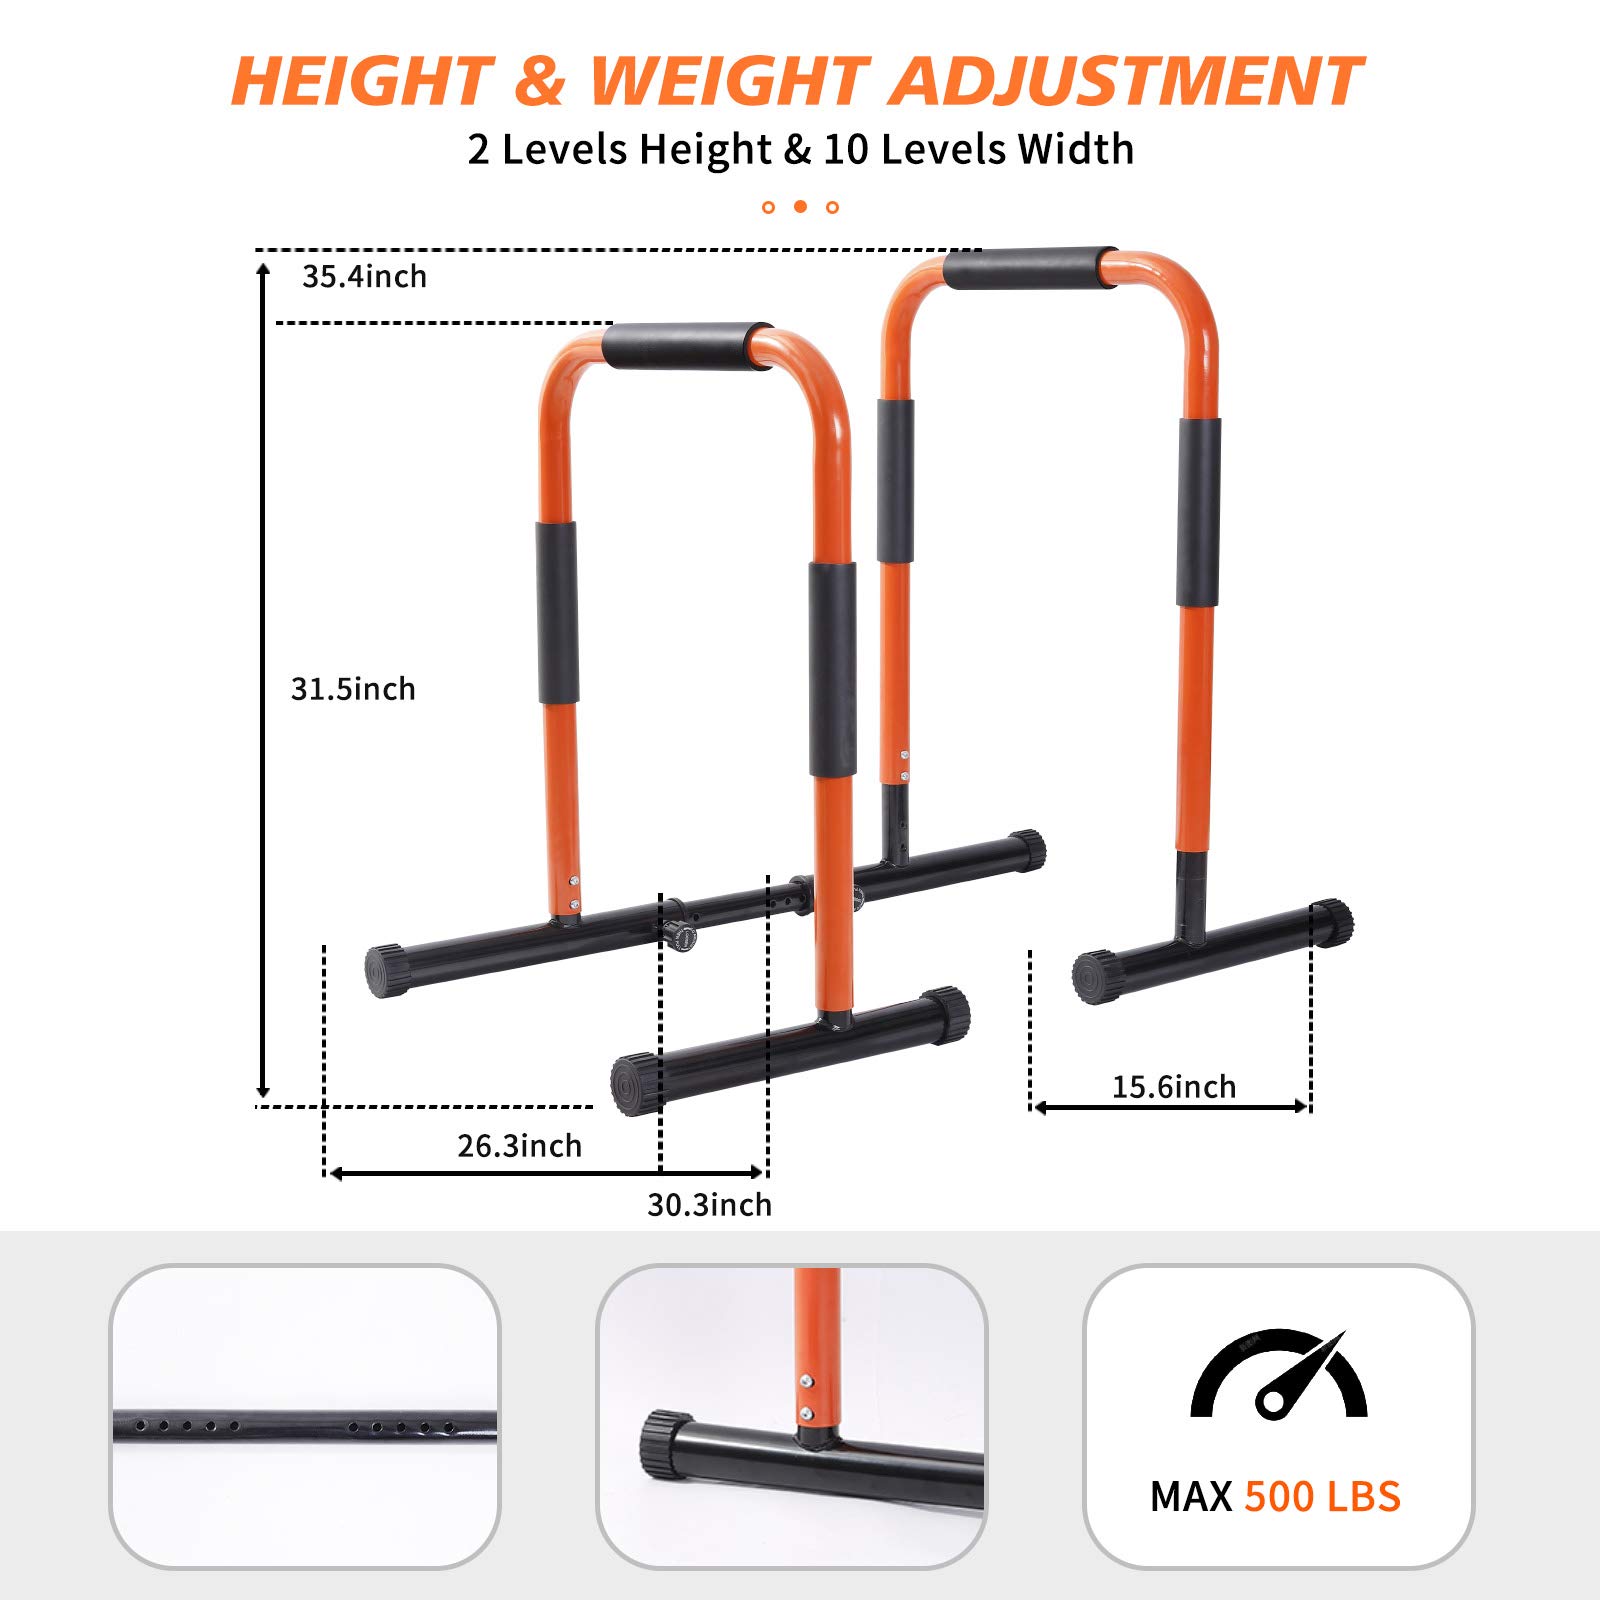 HEIGHT & WEIGHT ADJUSTMENT
2 Levels Height & 10 Levels Width
35.4inch
31.5inch
15.6inch
26.3inch
30.3inch
MAX 500 LBS